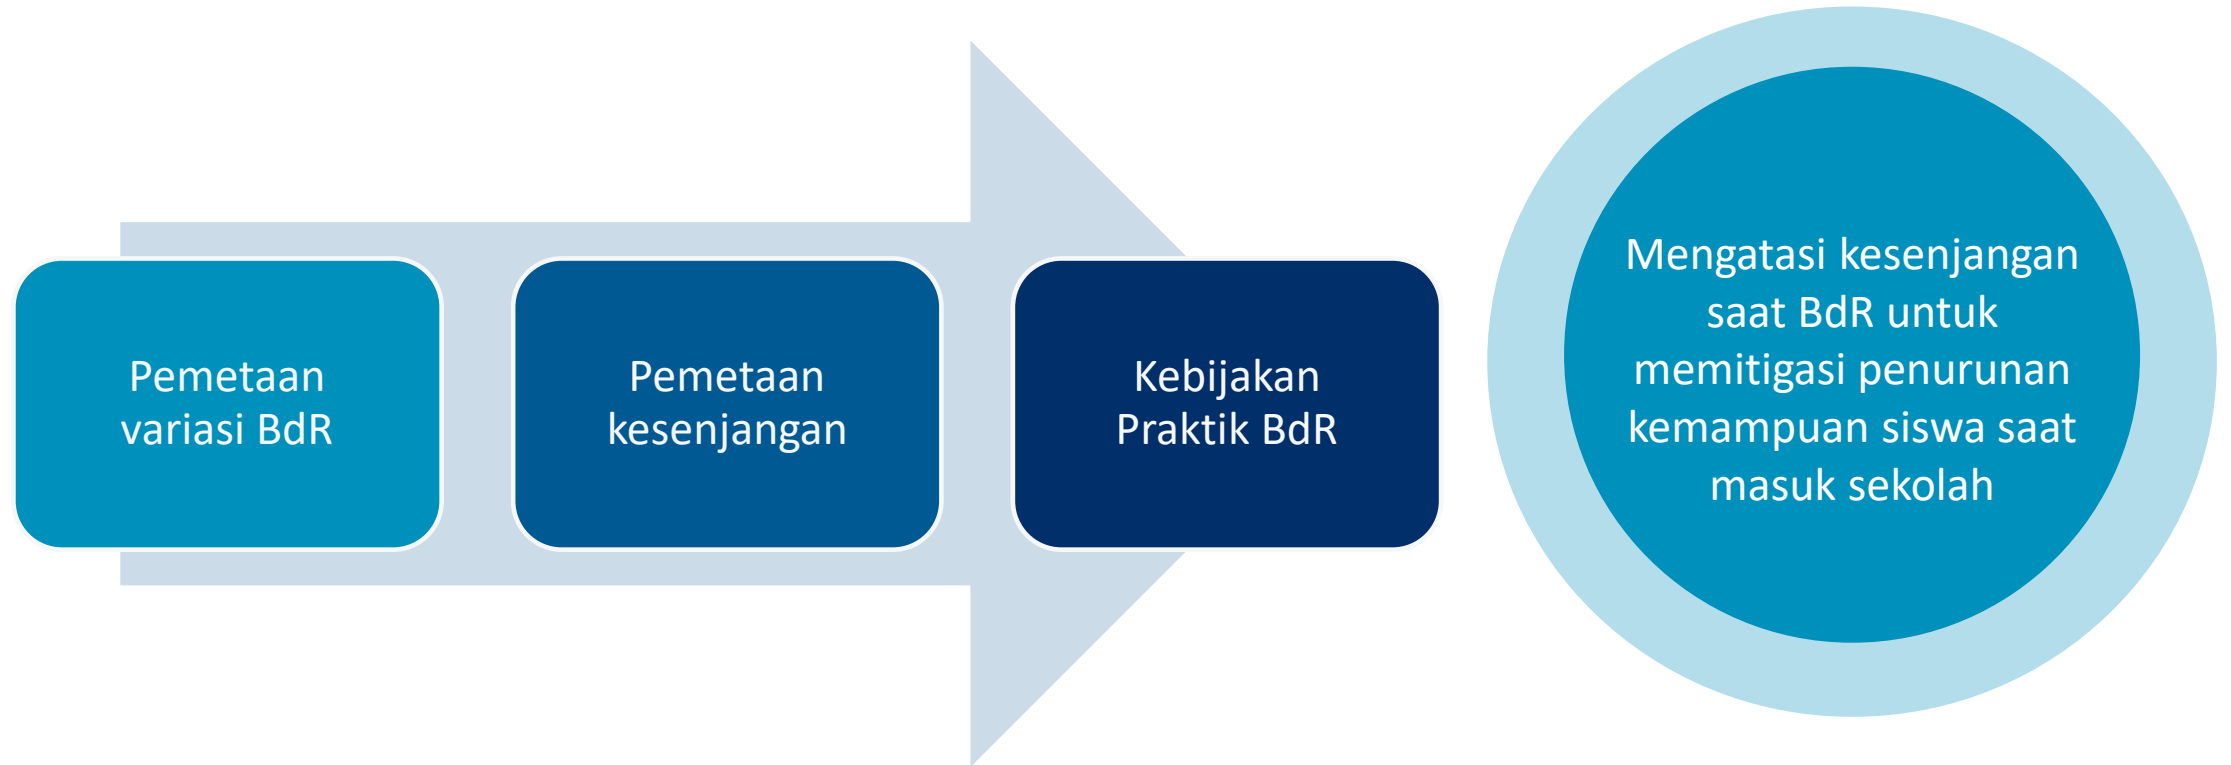 Pemetaan
variasi BdR
Pemetaan
kesenjangan
Kebijakan
Praktik BdR
Mengatasi kesenjangan
saat BdR untuk
memitigasi penurunan
kemampuan siswa saat
masuk sekolah